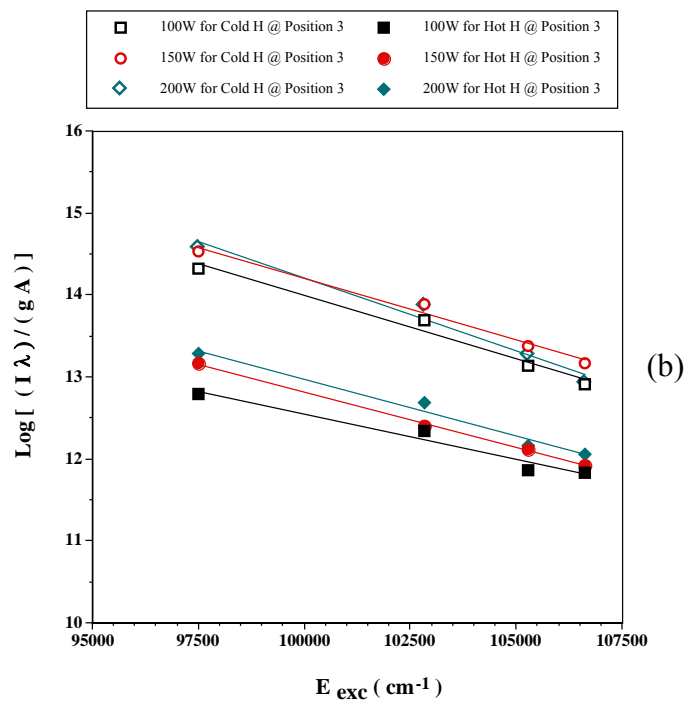 100W for Cold H @ Position 3 100W for Hot H @ Position 3
150W for Cold H @ Position 3 150W for Hot H @ Position 3
200W for Cold H @ Position 3 200W for Hot H @ Position 3
16
15
14
13
12
11
10
Log [ ( I λ ) / ( g A ) ]
(b)
95000 97500 100000 102500 105000 107500
E exc ( cm-1 )